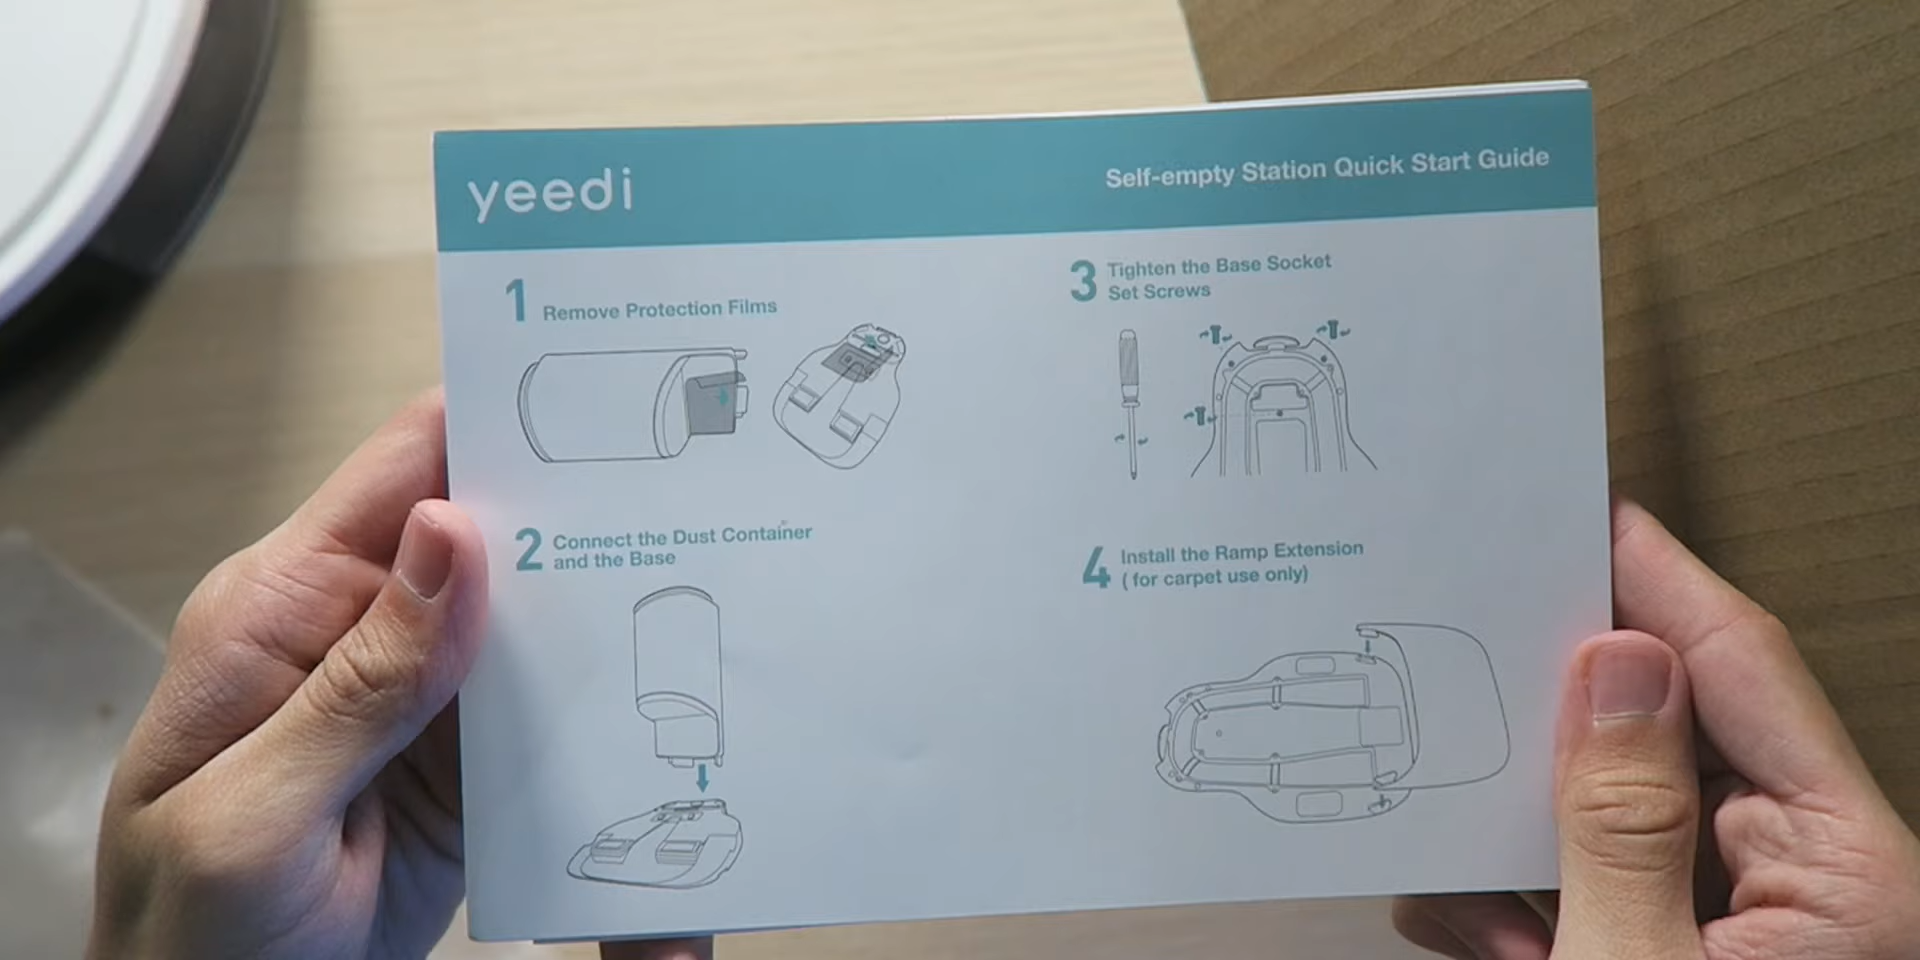 yeedi
Self-empty Station Quick Start Guide
1 Remove Protection Films
2 Connect the Dust Container
and the Base
3 Tighten the Base Socket
Set Screws
4 Install the Ramp Extension
( for carpet use only)